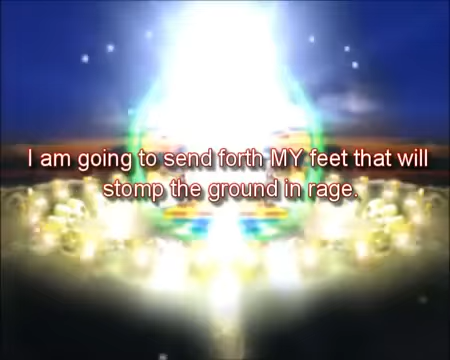 I am going to send forth MY feet that will
stomp the ground in rage.